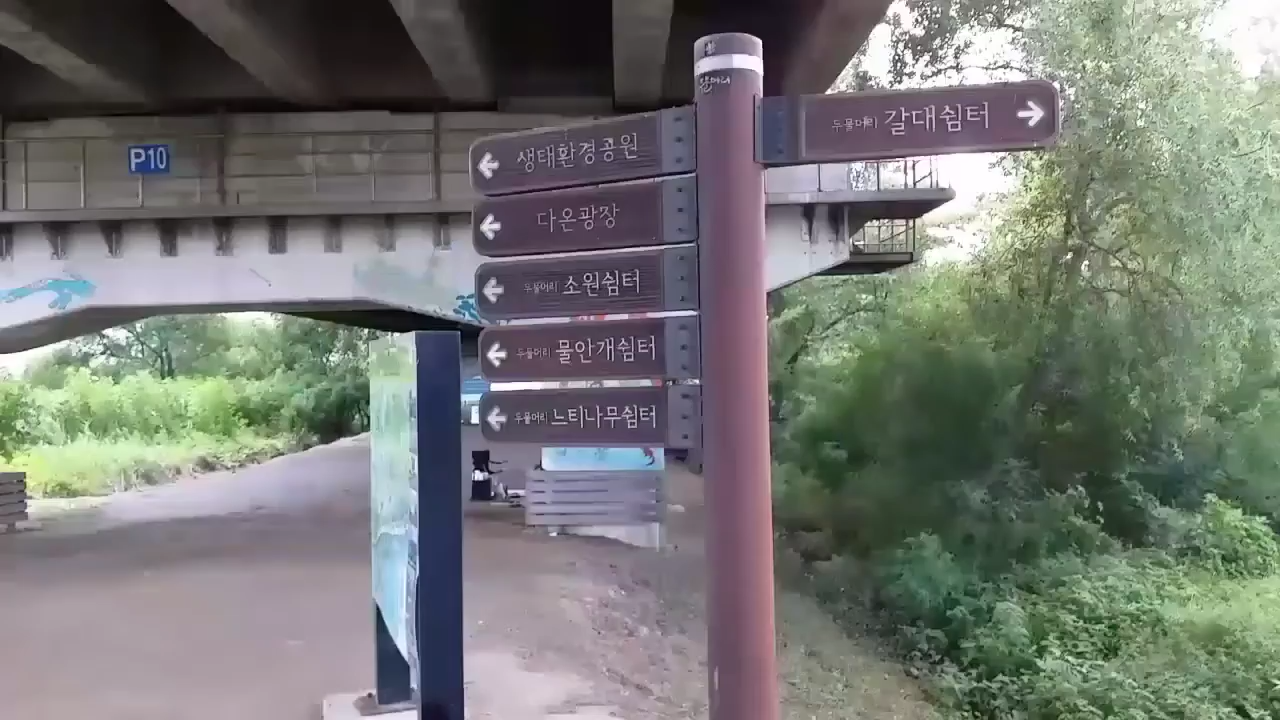 P10
두물머리 갈대쉼터
생태환경공원
다온광장
두물머리 소원쉼터
두물머리 물안개쉼터
두물머리 느티나무쉼터